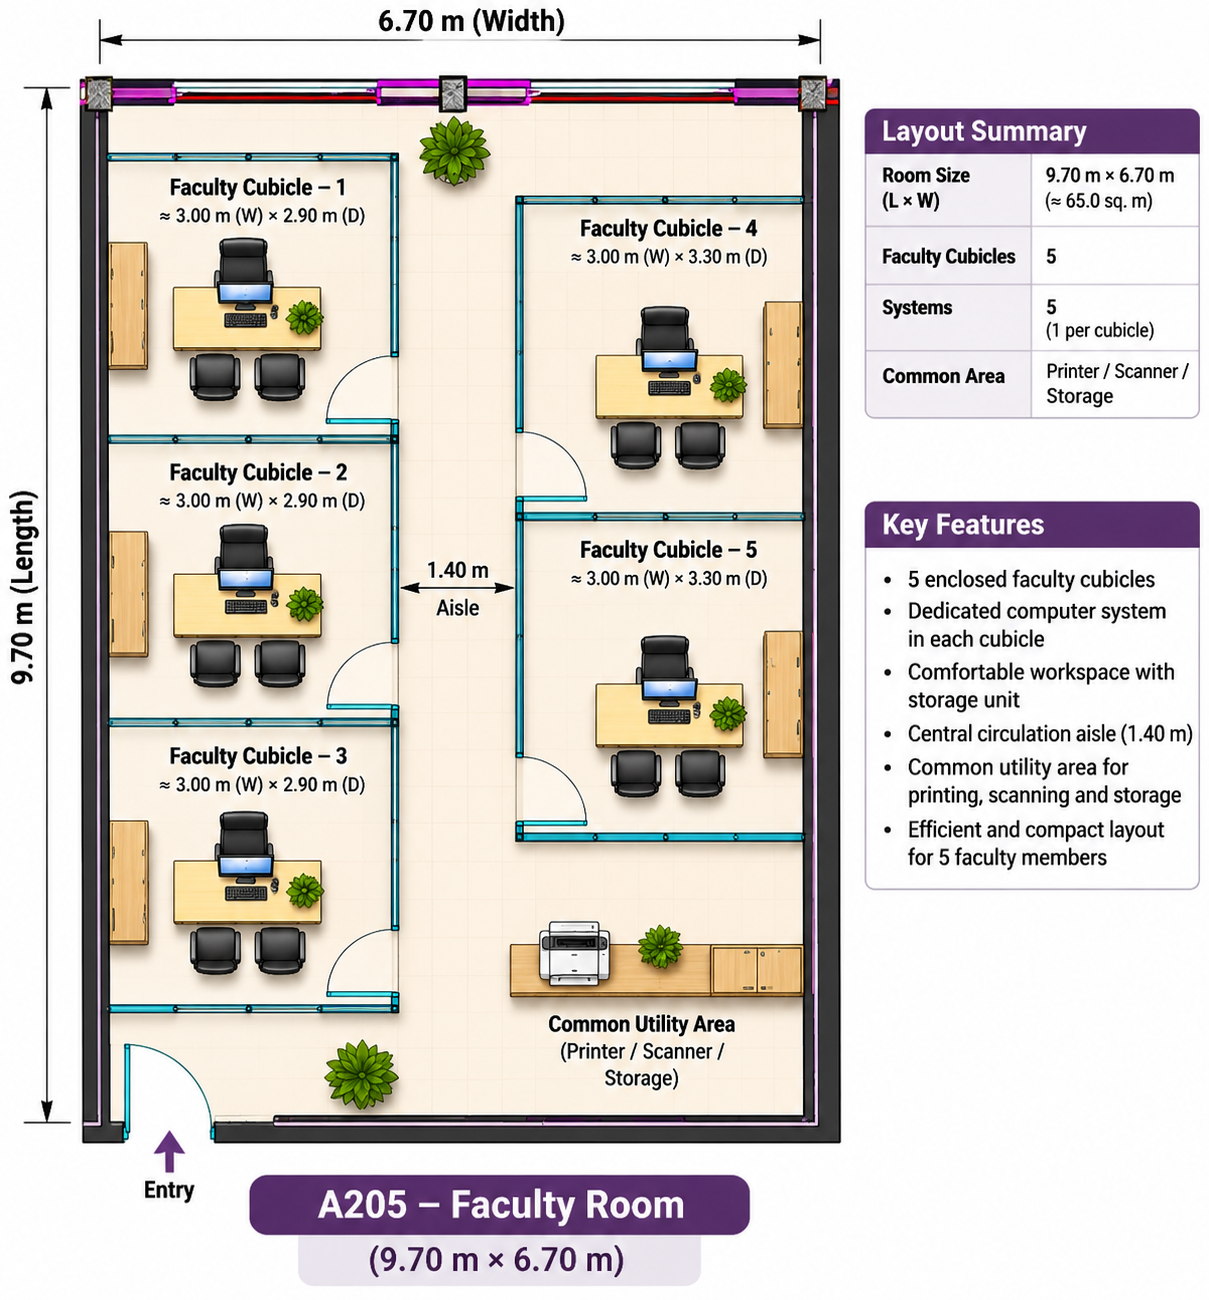 6.70 m (Width)
9.70 m (Length)
Faculty Cubicle – 1
≈ 3.00 m (W) × 2.90 m (D)
Faculty Cubicle – 2
≈ 3.00 m (W) × 2.90 m (D)
Faculty Cubicle – 3
≈ 3.00 m (W) × 2.90 m (D)
1.40 m
Aisle
Faculty Cubicle – 4
≈ 3.00 m (W) × 3.30 m (D)
Faculty Cubicle – 5
≈ 3.00 m (W) × 3.30 m (D)
Common Utility Area
(Printer / Scanner /
Storage)
Entry
A205 – Faculty Room
(9.70 m × 6.70 m)
Layout Summary
Room Size 9.70 m × 6.70 m
(L × W) (≈ 65.0 sq. m)
Faculty Cubicles 5
Systems 5
(1 per cubicle)
Common Area Printer / Scanner /
Storage
Key Features
• 5 enclosed faculty cubicles
• Dedicated computer system
in each cubicle
• Comfortable workspace with
storage unit
• Central circulation aisle (1.40 m)
• Common utility area for
printing, scanning and storage
• Efficient and compact layout
for 5 faculty members